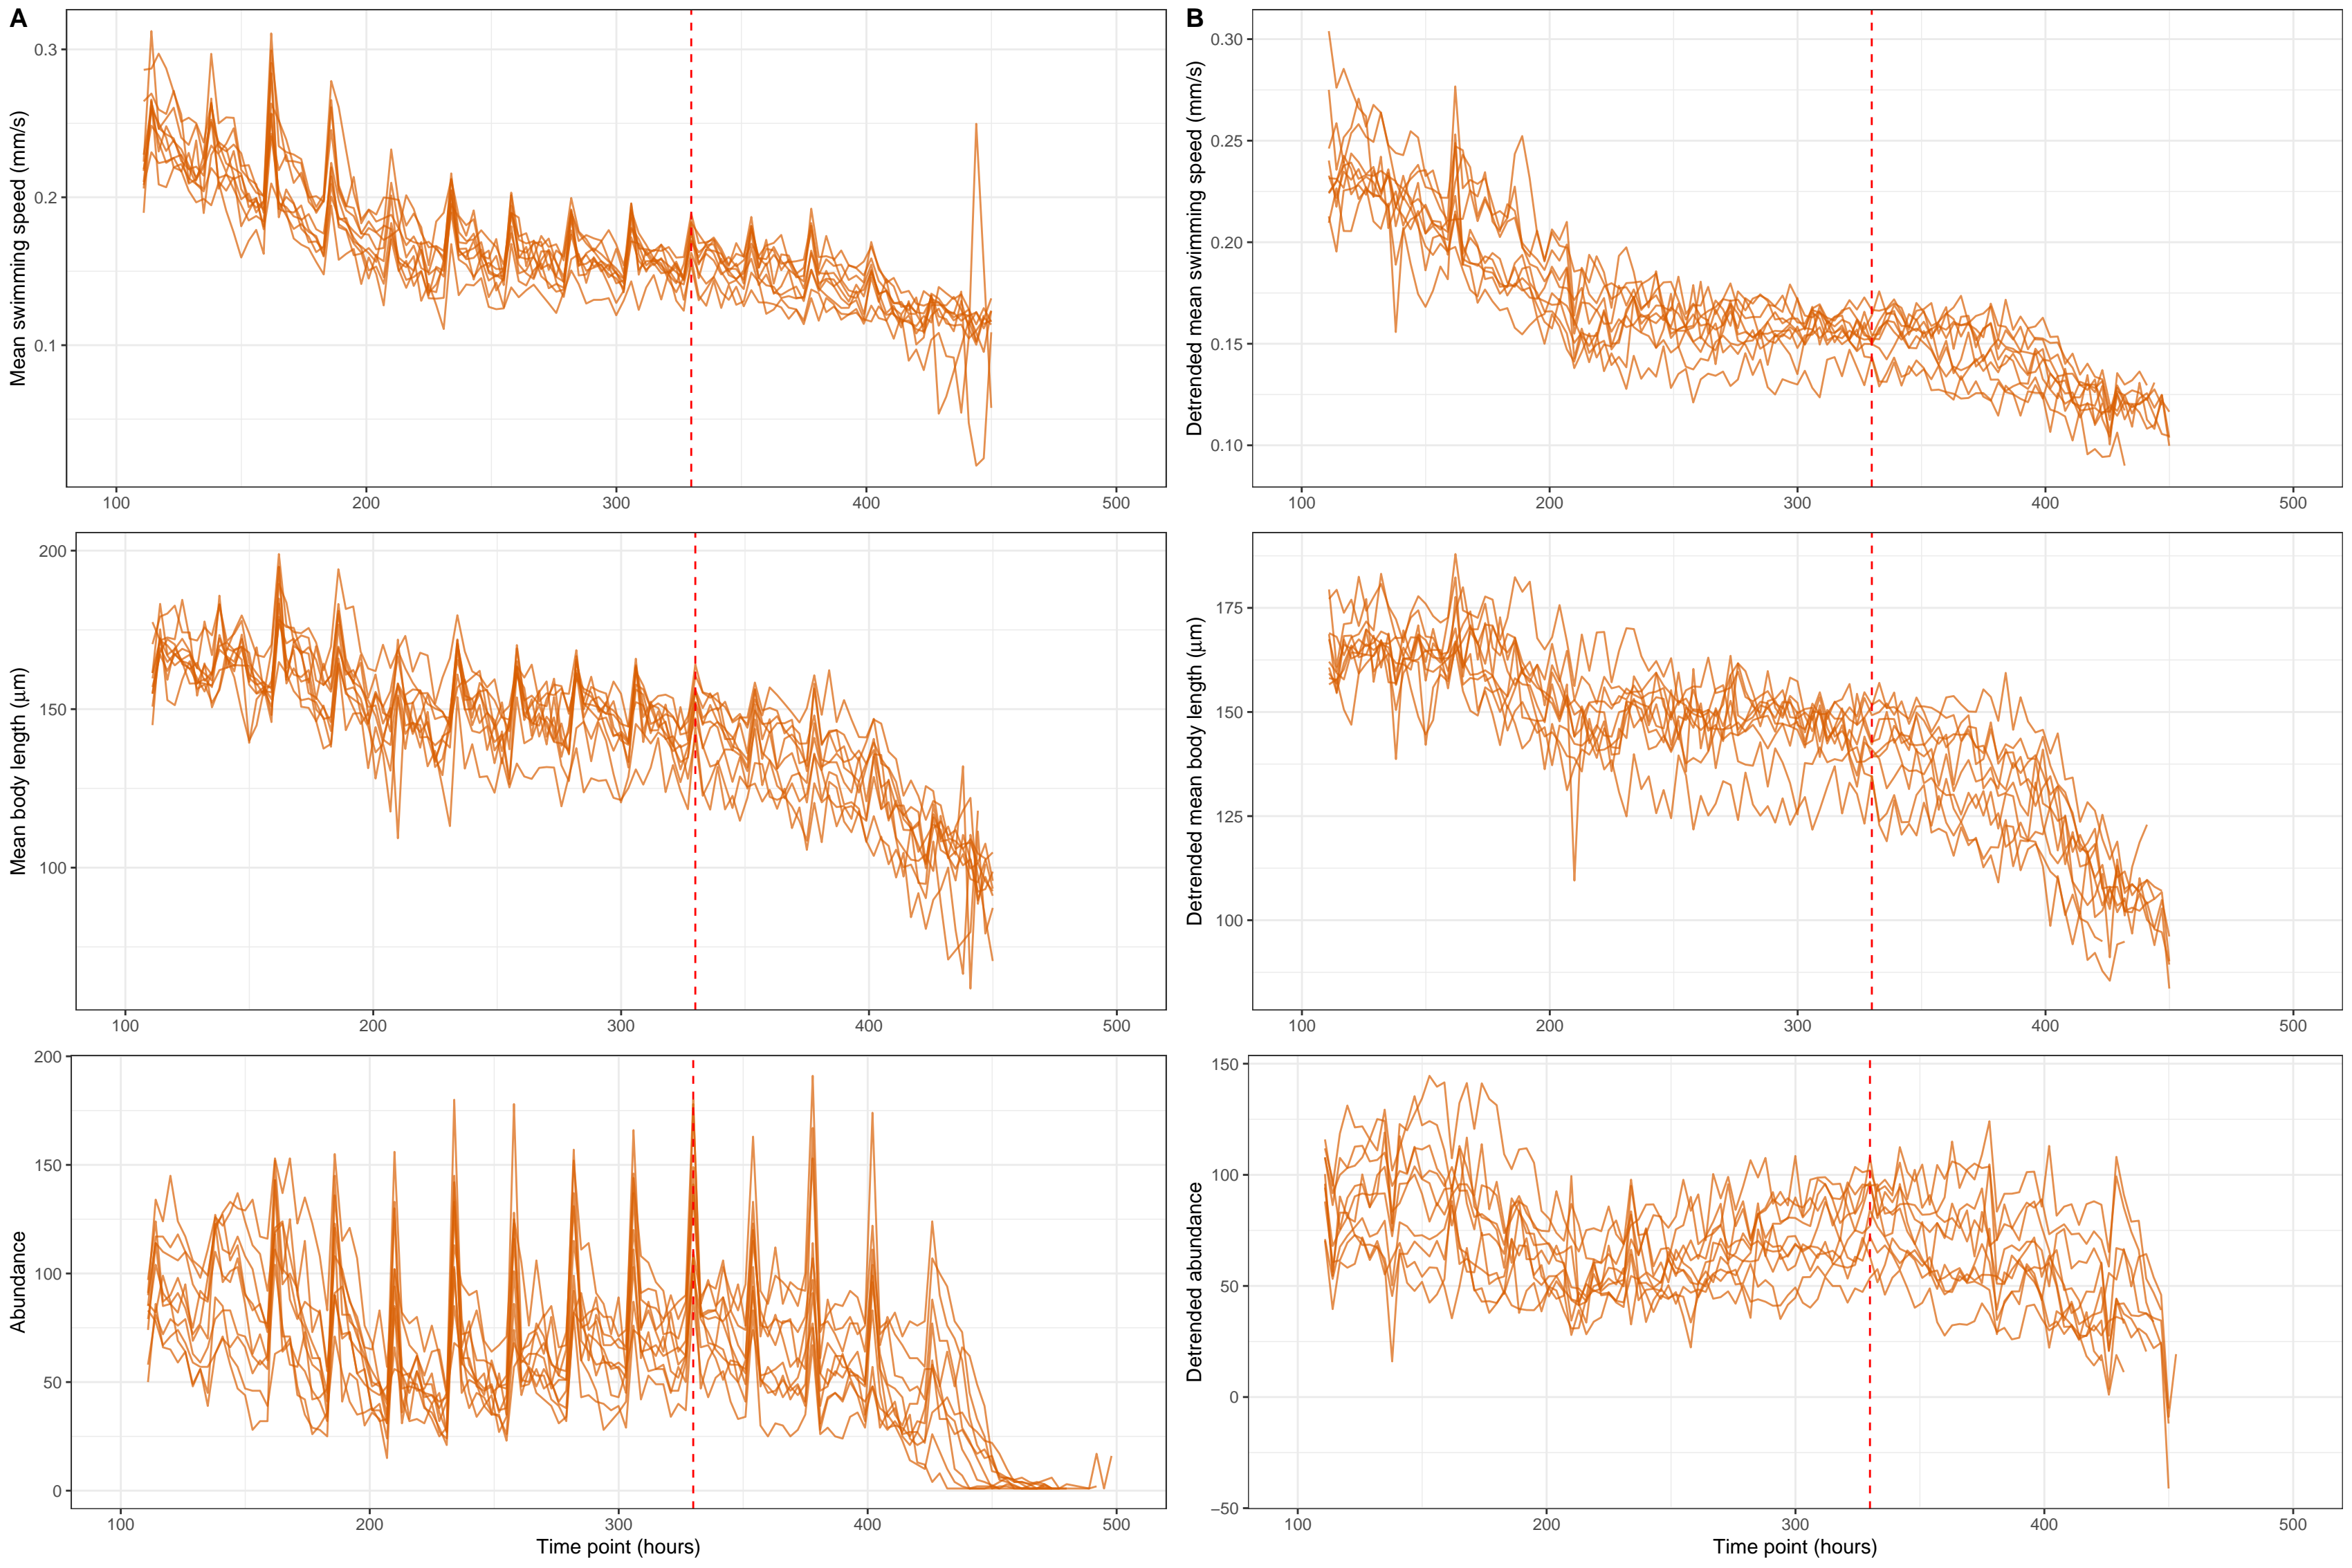 A
B
Mean swimming speed (mm/s)
0.3
0.2
0.1
100 200 300 400 500
Detrended mean swimming speed (mm/s)
0.30
0.25
0.20
0.15
0.10
100 200 300 400 500
Mean body length (μm)
200
150
100
100 200 300 400 500
Detrended mean body length (μm)
175
150
125
100
100 200 300 400 500
Abundance
200
150
100
50
0
100 200 300 400 500
Time point (hours)
Detrended abundance
150
100
50
0
−50
100 200 300 400 500
Time point (hours)